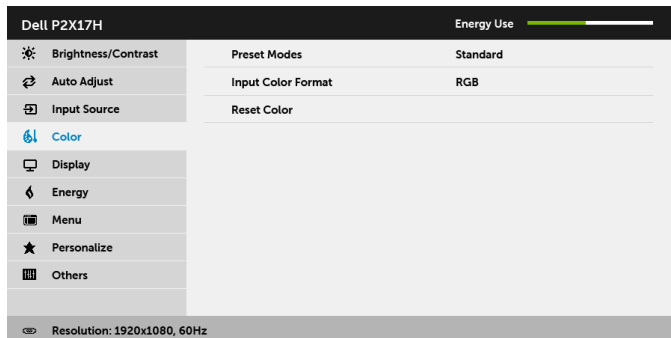 Dell P2X17H Energy Use
Brightness/Contrast Preset Modes Standard
Auto Adjust Input Color Format RGB
Input Source Reset Color
Color
Display
Energy
Menu
Personalize
Others
Resolution: 1920x1080, 60Hz